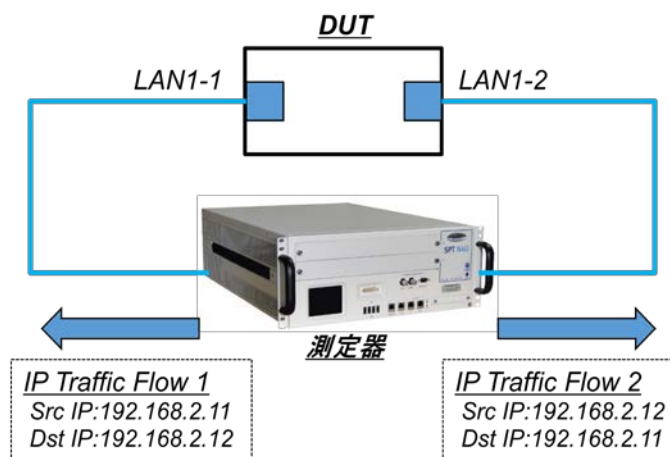 DUT
LAN1-1
LAN1-2
SPT
測定器
IP Traffic Flow 1
Src IP:192.168.2.11
Dst IP:192.168.2.12
IP Traffic Flow 2
Src IP:192.168.2.12
Dst IP:192.168.2.11